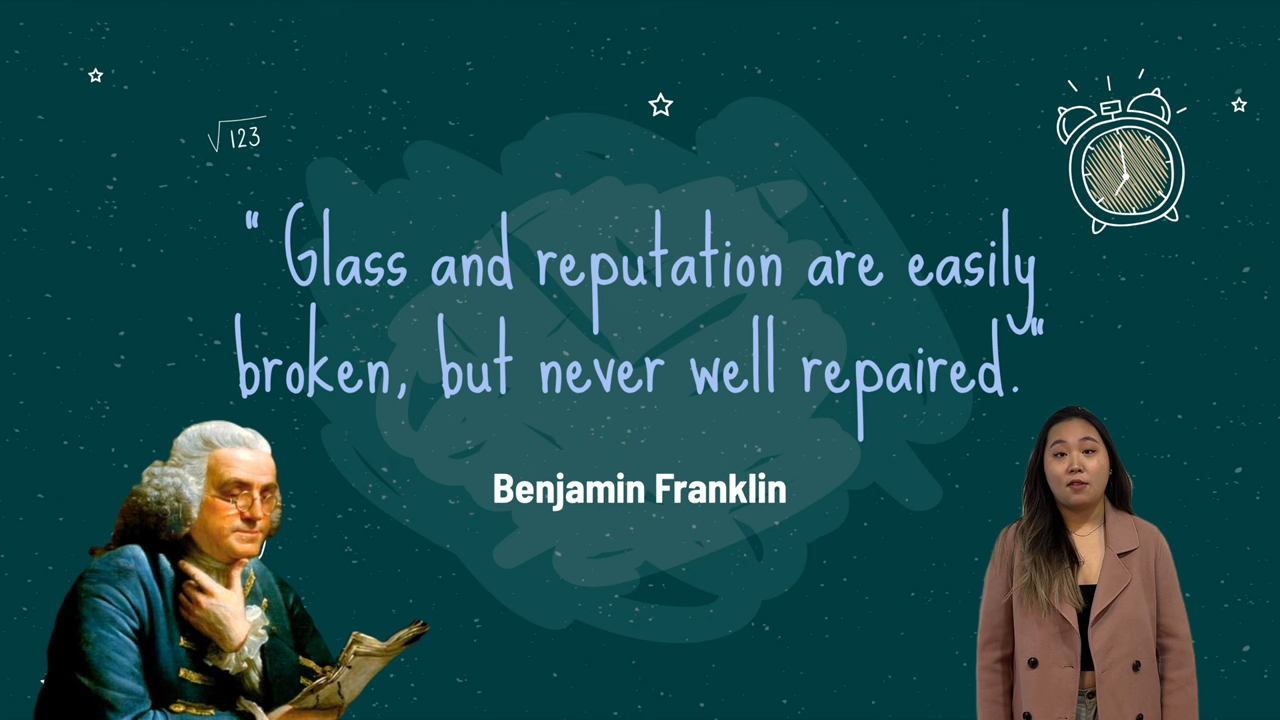 √123
“ Glass and reputation are easily
broken, but never well repaired.“
Benjamin Franklin